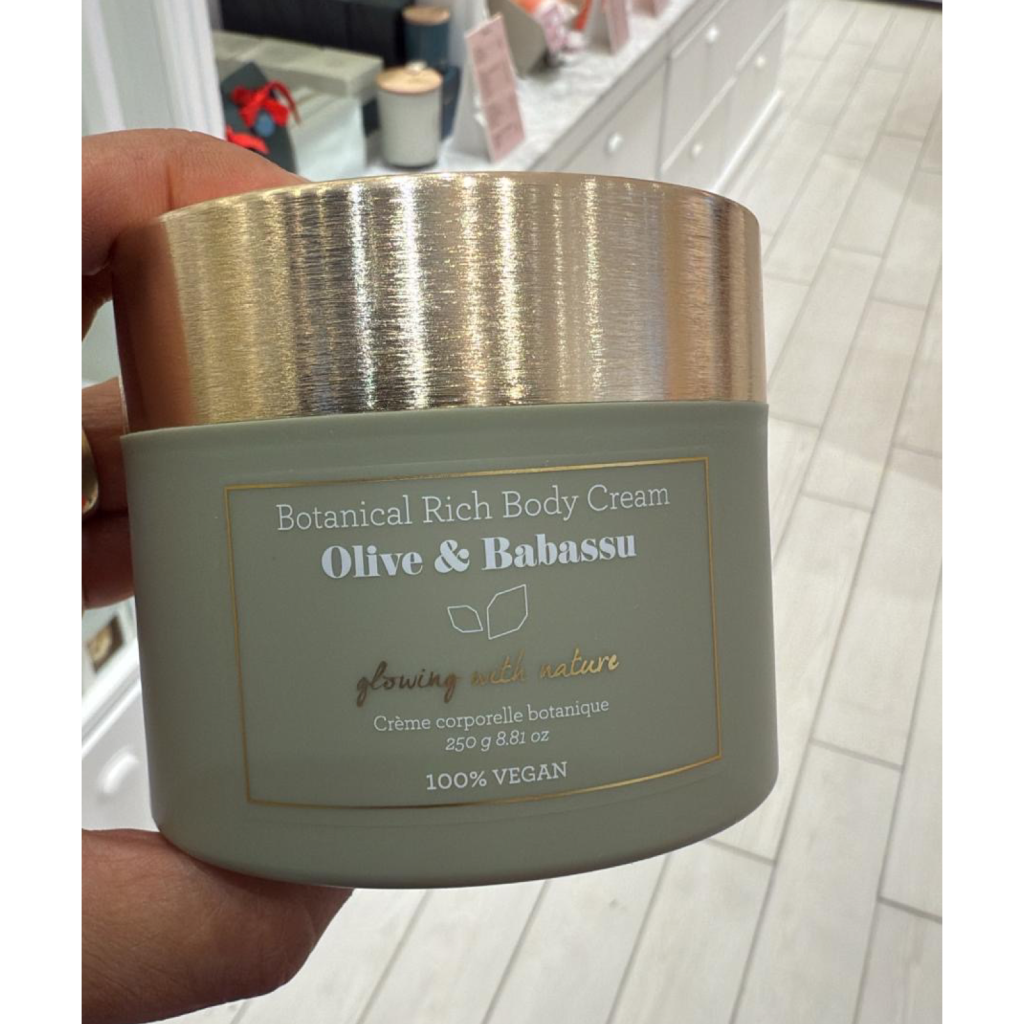 Botanical Rich Body Cream
Olive & Babassu
glowing with nature
Crème corporelle botanique
250 g 8.81 oz
100% VEGAN